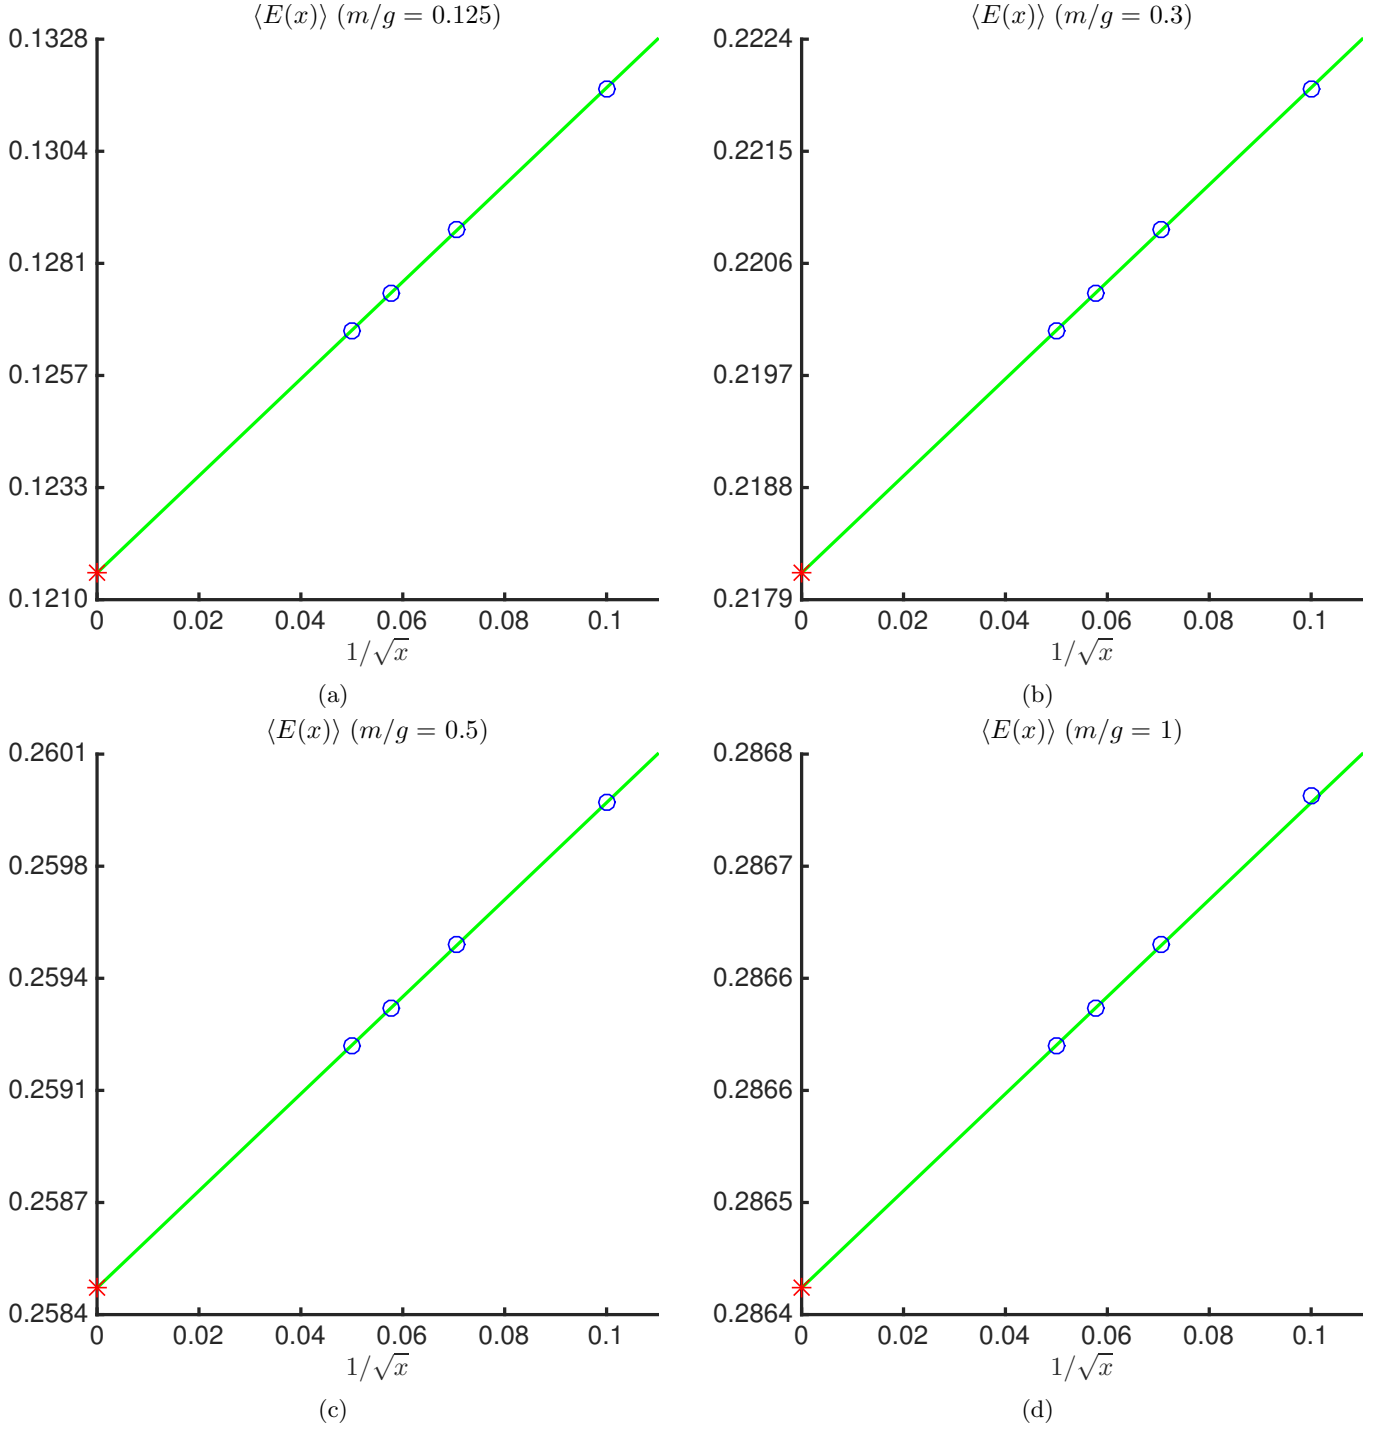 ⟨E(x)⟩ (m/g = 0.125)
0.1328
0.1304
0.1281
0.1257
0.1233
0.1210
0 0.02 0.04 0.06 0.08 0.1
1/√x
(a)
⟨E(x)⟩ (m/g = 0.3)
0.2224
0.2215
0.2206
0.2197
0.2188
0.2179
0 0.02 0.04 0.06 0.08 0.1
1/√x
(b)
⟨E(x)⟩ (m/g = 0.5)
0.2601
0.2598
0.2594
0.2591
0.2587
0.2584
0 0.02 0.04 0.06 0.08 0.1
1/√x
(c)
⟨E(x)⟩ (m/g = 1)
0.2868
0.2867
0.2866
0.2866
0.2865
0.2864
0 0.02 0.04 0.06 0.08 0.1
1/√x
(d)